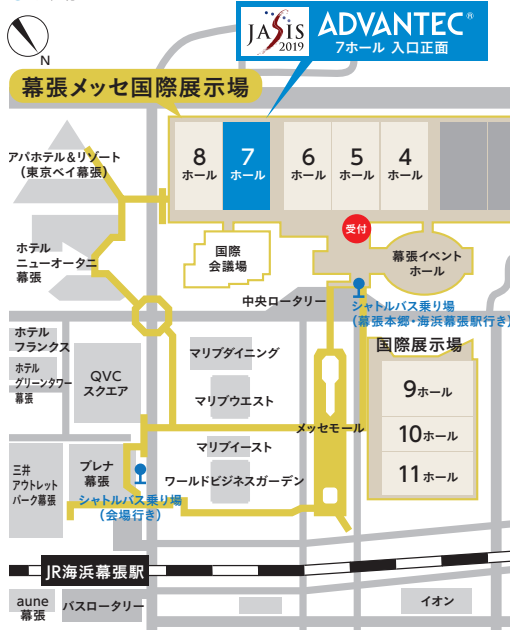 JASIS
2019
ADVANTEC®
7ホール 入口正面
N
幕張メッセ国際展示場
アパホテル&リゾート
(東京ベイ幕張)
8
ホール
7
ホール
6
ホール
5
ホール
4
ホール
受付
ホテル
ニューオータニ
幕張
国際
会議場
幕張イベント
ホール
中央ロータリー
シャトルバス乗り場
(幕張本郷・海浜幕張駅行き)
ホテル
フランクス
ホテル
グリーンタワー
幕張
QVC
スクエア
マリブダイニング
マリブウエスト
メッセモール
マリブイースト
ワールドビジネスガーデン
国際展示場
9ホール
10ホール
11ホール
三井
アウトレット
パーク幕張
プレナ
幕張
シャトルバス乗り場
(会場行き)
JR海浜幕張駅
aune
幕張
バスロータリー
イオン